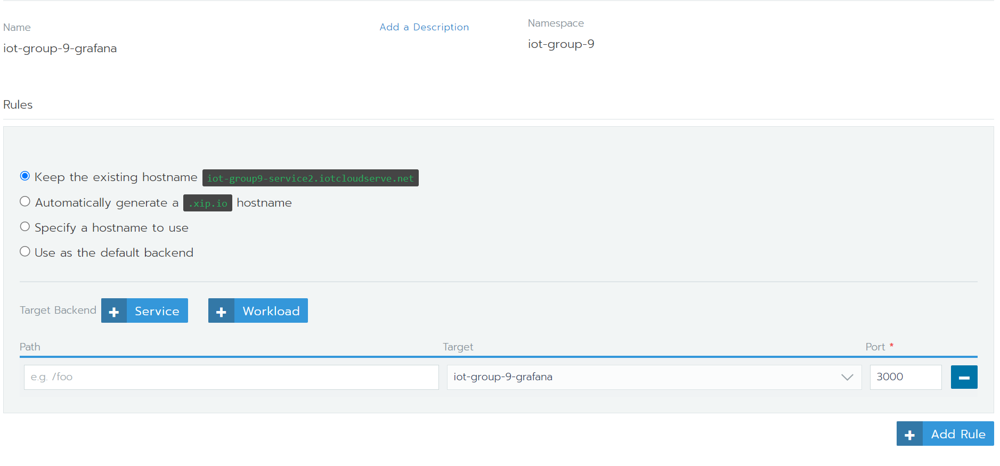 Name
Add a Description
Namespace
iot-group-9-grafana
iot-group-9
Rules
Keep the existing hostname iot-group9-service2.iotcloudserve.net
Automatically generate a .xip.io hostname
Specify a hostname to use
Use as the default backend
Target Backend + Service + Workload
Path Target Port *
e.g. /foo iot-group-9-grafana 3000
+ Add Rule